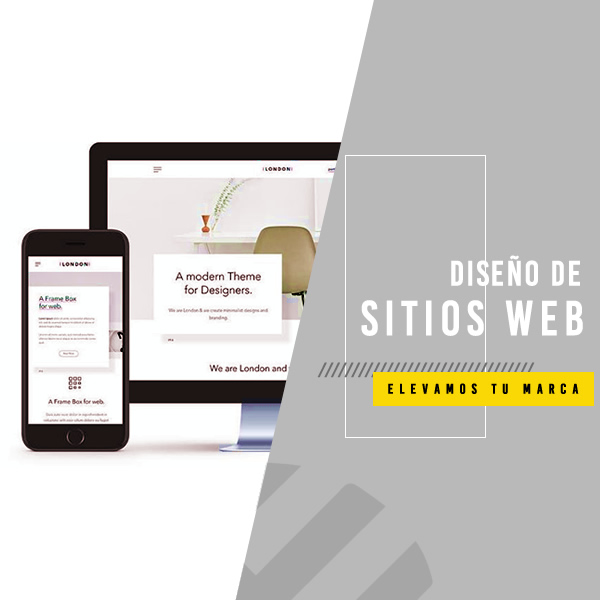 LONDON
A modern Theme
for Designers.
We are London & we create minimalist designs and
branding.
We are London and
LONDON
A Frame Box
for web.
A Frame Box for web.
DISEÑO DE
SITIOS WEB
ELEVAMOS TU MARCA